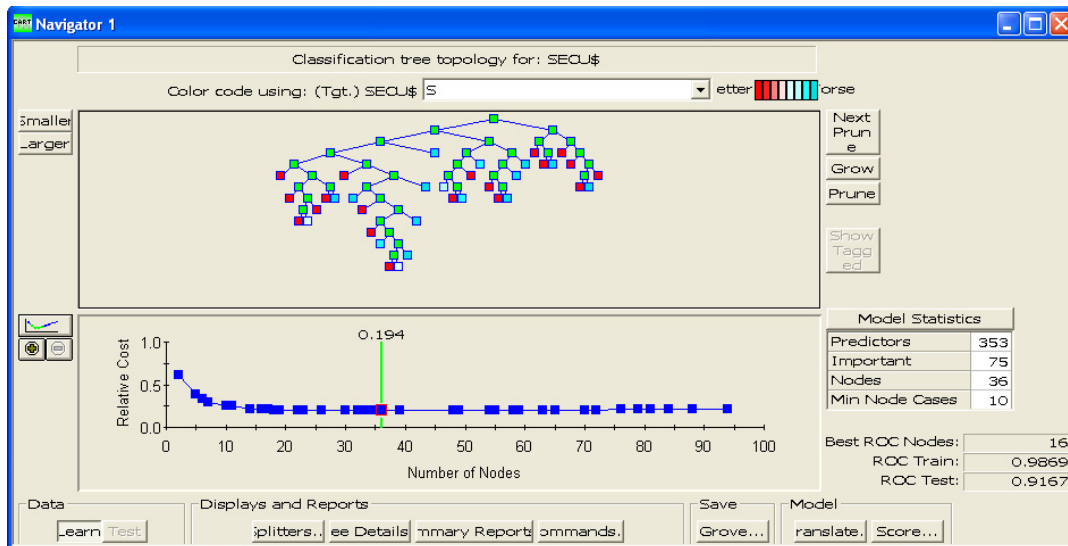 CART Navigator 1
Classification tree topology for: SECU$
Color code using: (Tgt.) SECU$ S etter orse
Smaller
Larger
Next
Prun
e
Grow
Prune
Show
Tagg
ed
0.194
Relative Cost
1.0
0.5
0.0
0 10 20 30 40 50 60 70 80 90 100
Number of Nodes
Model Statistics
Predictors 353
Important 75
Nodes 36
Min Node Cases 10
Best ROC Nodes: 16
ROC Train: 0.9869
ROC Test: 0.9167
Data Displays and Reports Save Model
Learn Test Splitters.. ee Details mmary Reports ommands. Grove... ranslate. Score...